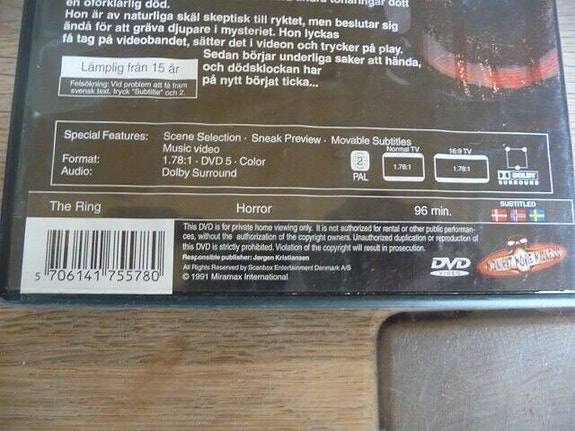 en oförklarlig död.
Hon är av naturliga skäl skeptisk till ryktet, men beslutar sig
ändå för att gräva djupare i mysteriet. Hon lyckas
få tag på videobandet, sätter det i videon och trycker på play.
Sedan börjar underliga saker att hända,
och dödsklockan har
på nytt börjat ticka...
Lämplig från 15 år
Felsökning: Vid problem att få fram
svensk text, tryck "Subtitle" och 2.
Special Features: Scene Selection · Sneak Preview · Movable Subtitles
Music video
Format: 1.78:1 · DVD 5 · Color
Audio: Dolby Surround
2
PAL
Normal TV
1.78:1
16:9 TV
1.78:1
DOLBY
SURROUND
The Ring Horror 96 min.
SUBTITLED
5 706141 755780
This DVD is for private home viewing only. It is not authorized for rental or other public performan-
ces, without the authorization of the copyright owners. Unauthorized duplication or reproduction of
this DVD is strictly prohibited. Violation of the copyright will result in prosecution.
Responsible publisher: Jørgen Kristiansen
All Rights Reserved by Scanbox Entertainment Denmark A/S
© 1991 Miramax International
DVD
VIDEO
MIDNIGHT MOVIE MADNESS